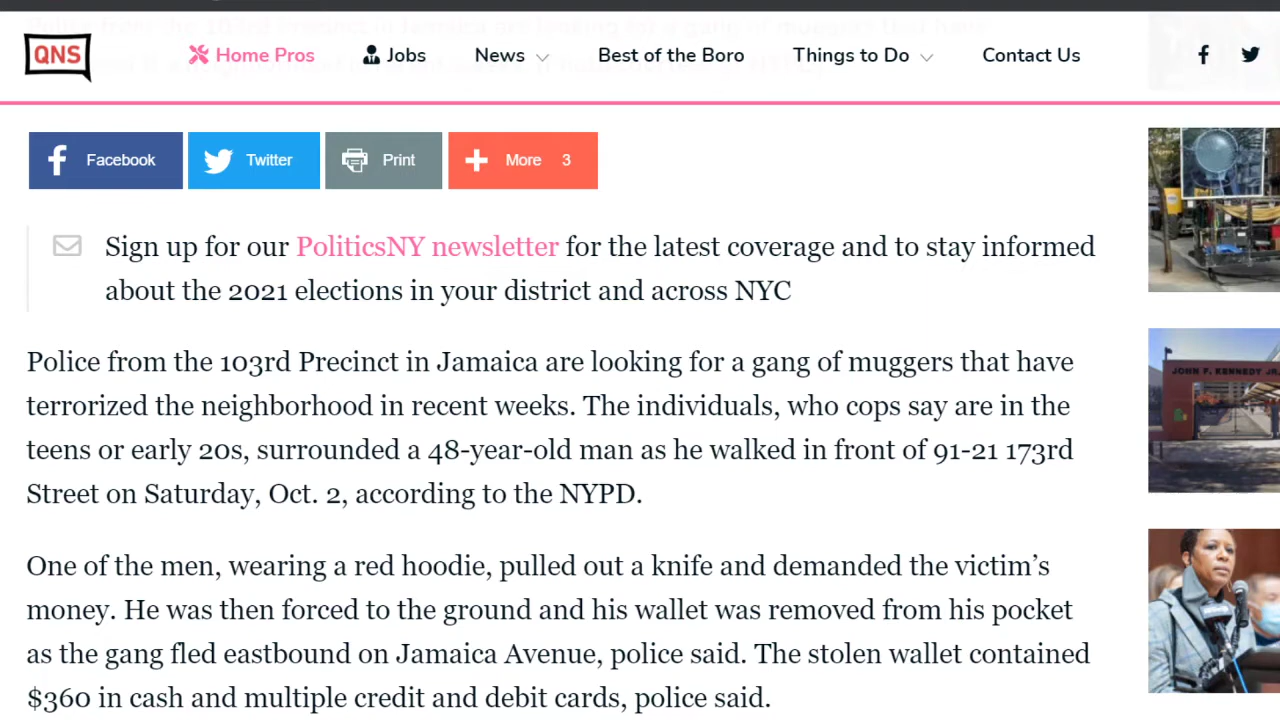 QNS
Home Pros
Jobs
News
Best of the Boro
Things to Do
Contact Us
Facebook
Twitter
Print
More 3
Sign up for our PoliticsNY newsletter for the latest coverage and to stay informed
about the 2021 elections in your district and across NYC
Police from the 103rd Precinct in Jamaica are looking for a gang of muggers that have
terrorized the neighborhood in recent weeks. The individuals, who cops say are in the
teens or early 20s, surrounded a 48-year-old man as he walked in front of 91-21 173rd
Street on Saturday, Oct. 2, according to the NYPD.
One of the men, wearing a red hoodie, pulled out a knife and demanded the victim’s
money. He was then forced to the ground and his wallet was removed from his pocket
as the gang fled eastbound on Jamaica Avenue, police said. The stolen wallet contained
$360 in cash and multiple credit and debit cards, police said.
JOHN F. KENNEDY JR.